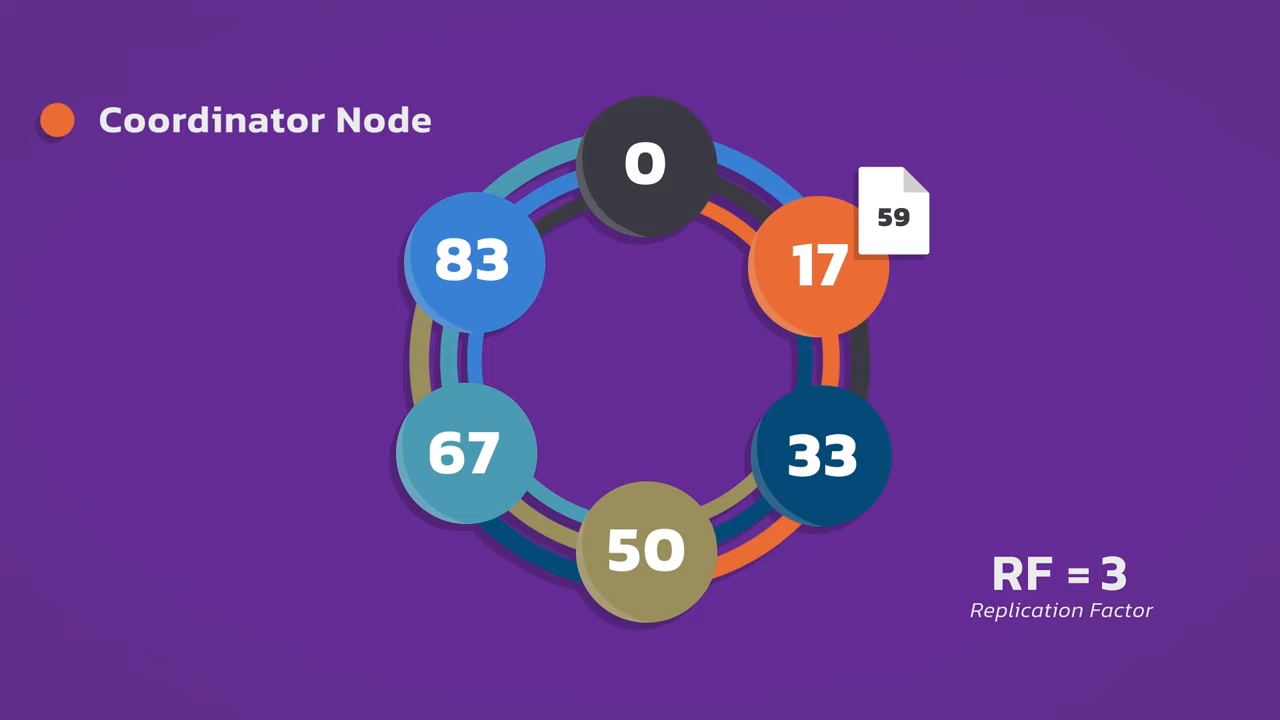 Coordinator Node
0
59
17
83
67
33
50
RF = 3
Replication Factor